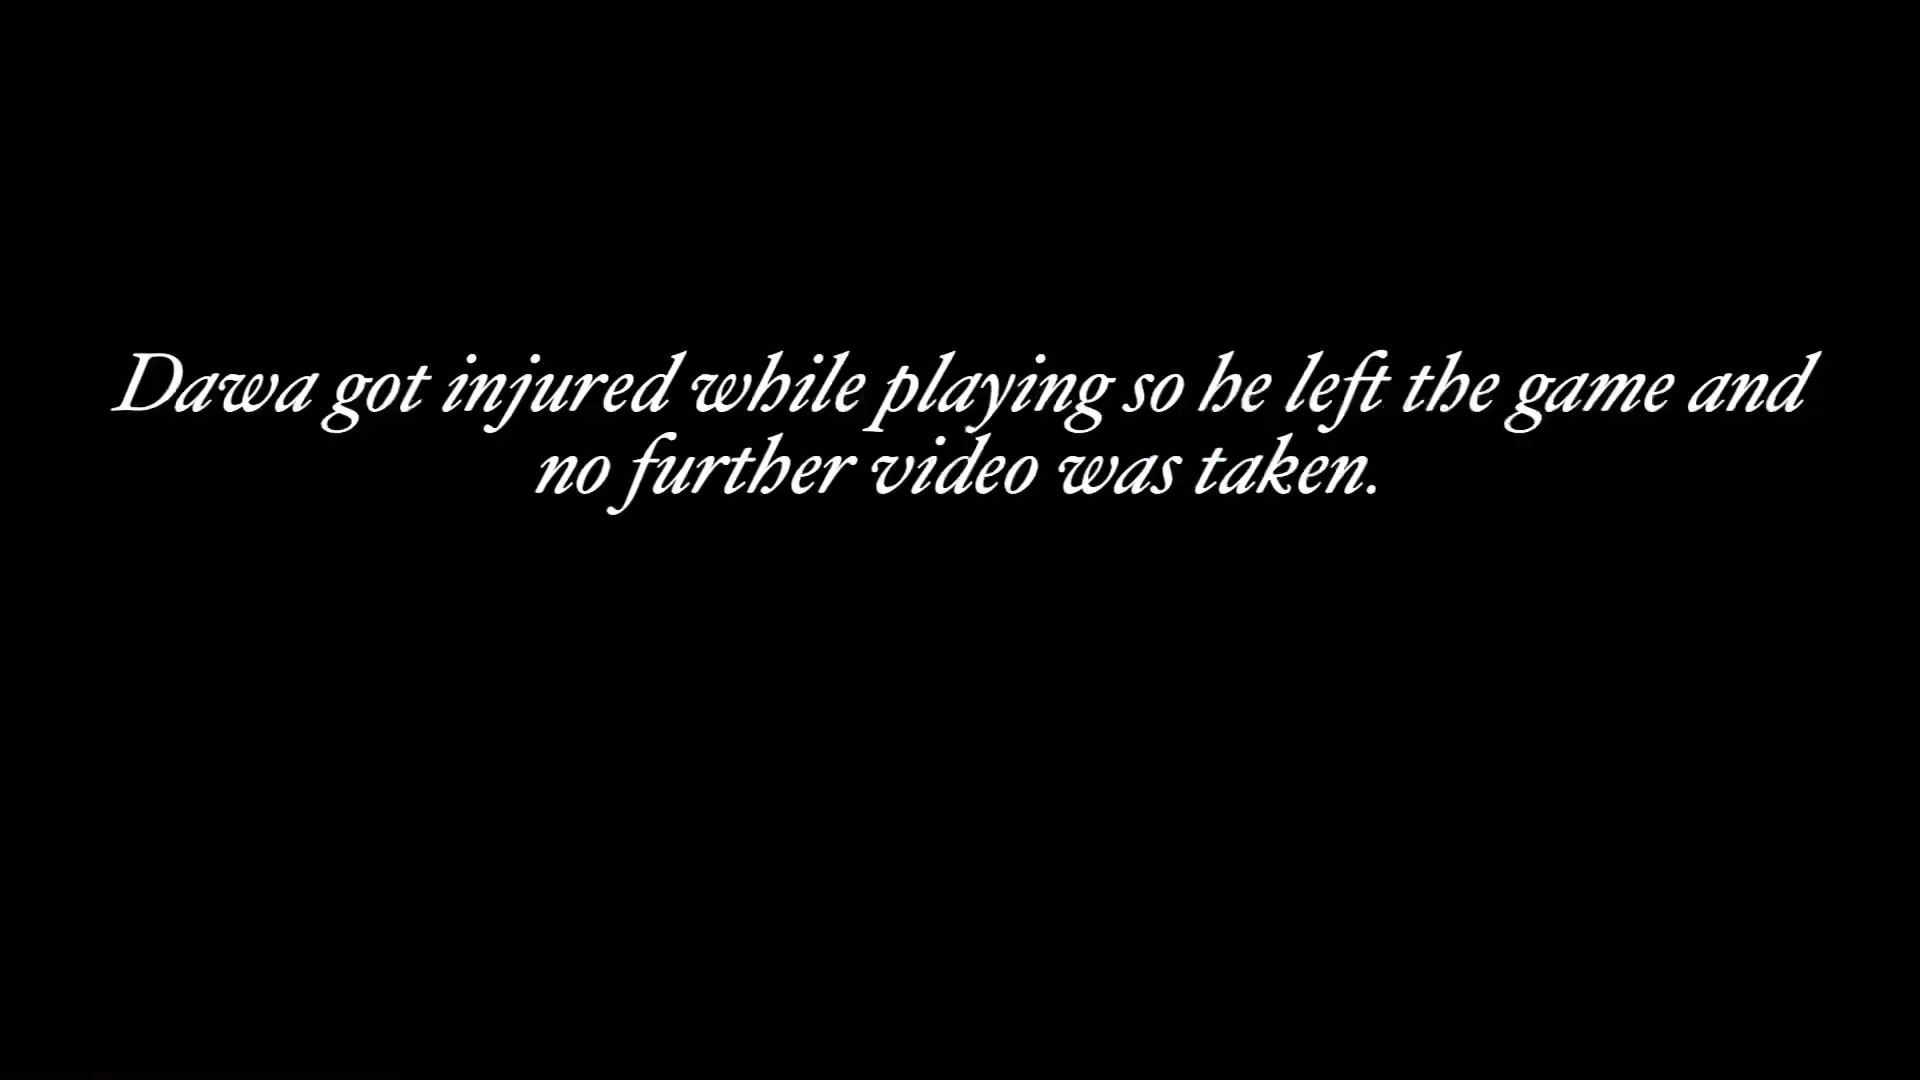 Dawa got injured while playing so he left the game and
no further video was taken.